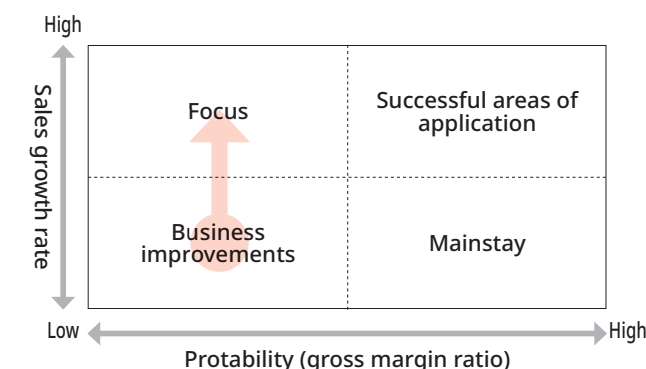 High
Sales growth rate
Focus
Successful areas of
application
Business
improvements
Mainstay
Low
High
Protability (gross margin ratio)